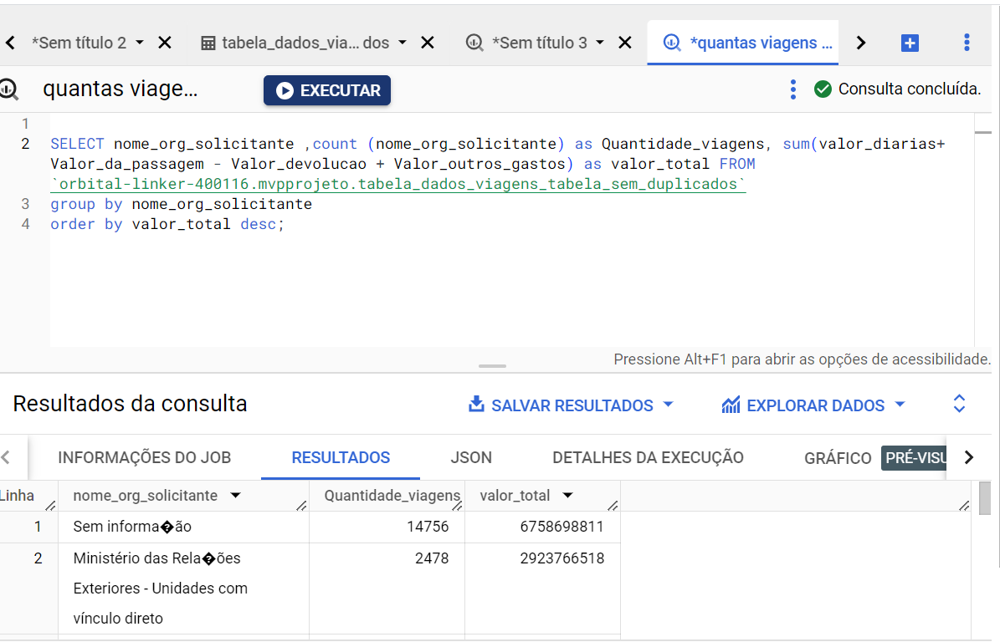 *Sem título 2
tabela_dados_via... dos
*Sem título 3
*quantas viagens ...
quantas viage...
EXECUTAR
Consulta concluída.
1
2 SELECT nome_org_solicitante ,count (nome_org_solicitante) as Quantidade_viagens, sum(valor_diarias+
Valor_da_passagem - Valor_devolucao + Valor_outros_gastos) as valor_total FROM
`orbital-linker-400116.mvpprojeto.tabela_dados_viagens_tabela_sem_duplicados`
3 group by nome_org_solicitante
4 order by valor_total desc;
Pressione Alt+F1 para abrir as opções de acessibilidade.
Resultados da consulta
SALVAR RESULTADOS
EXPLORAR DADOS
INFORMAÇÕES DO JOB
RESULTADOS
JSON
DETALHES DA EXECUÇÃO
GRÁFICO
PRÉ-VISU
Linha nome_org_solicitante Quantidade_viagens valor_total
1 Sem informa�ão 14756 6758698811
2 Ministério das Rela�ões 2478 2923766518
Exteriores - Unidades com
vínculo direto